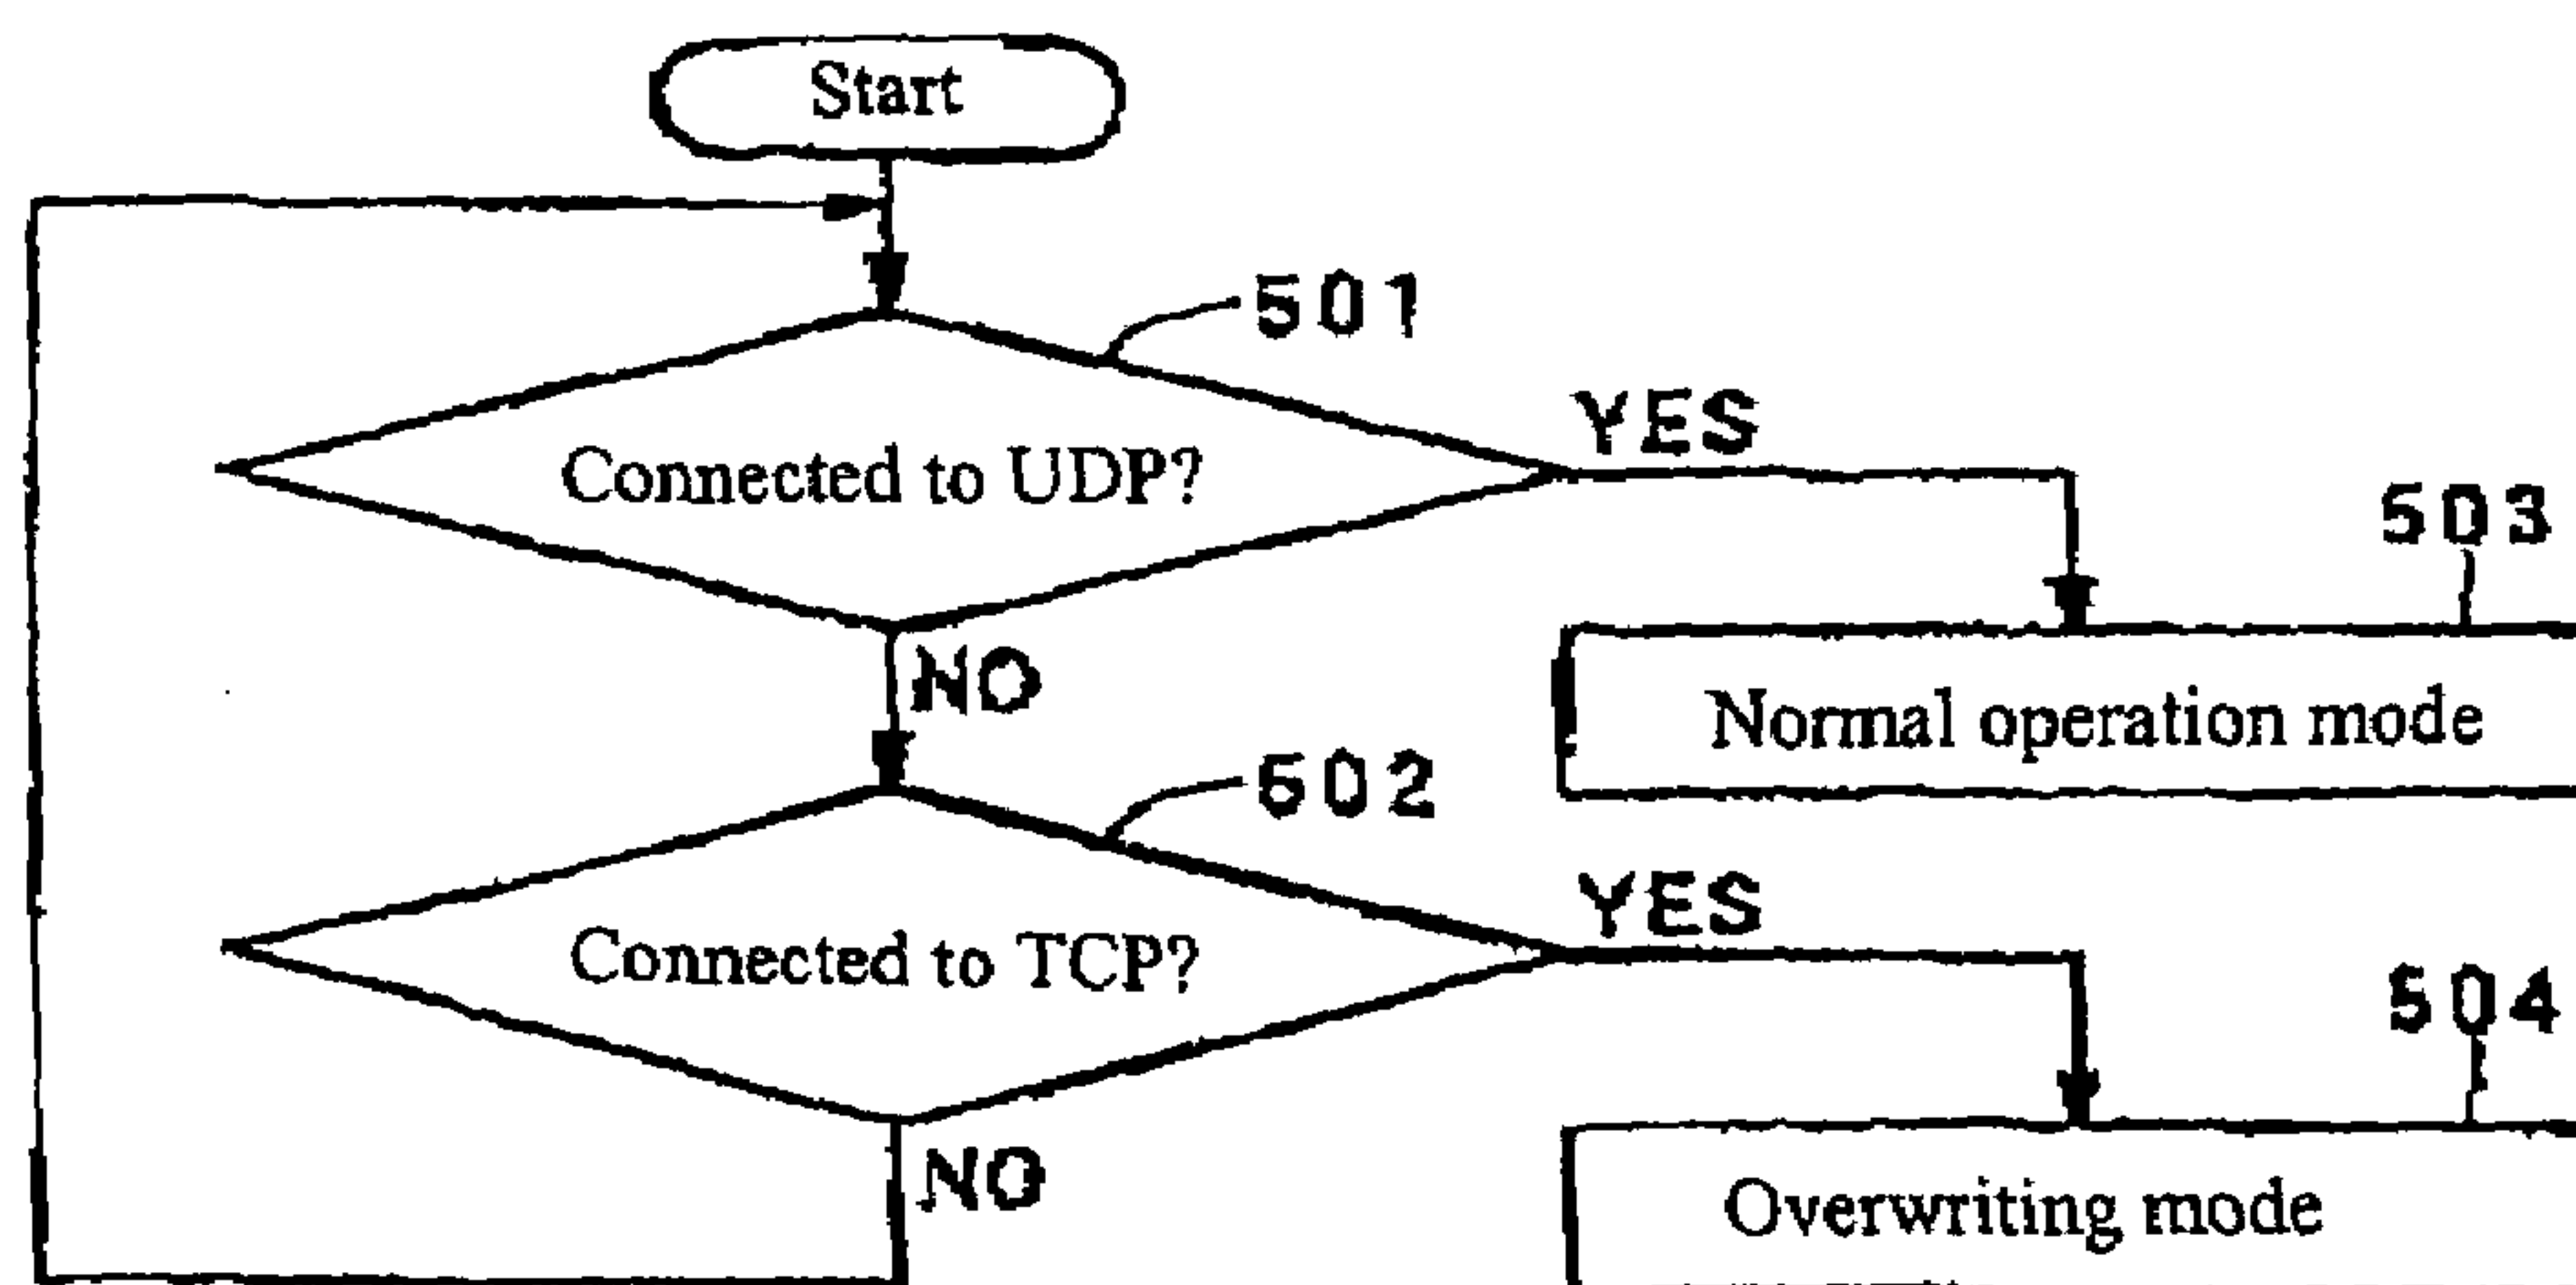 Start
501
Connected to UDP?
YES
503
NO
Normal operation mode
502
Connected to TCP?
YES
504
NO
Overwriting mode